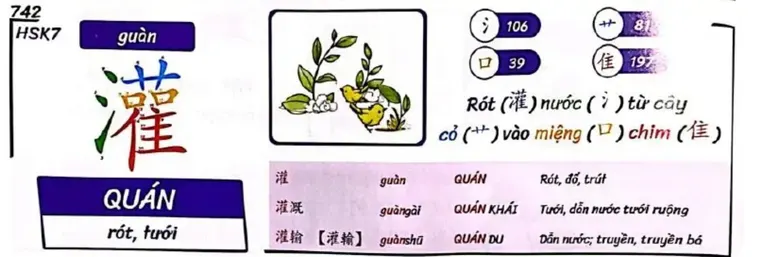 742
HSK7
guàn
灌
QUÁN
rót, tưới
氵 106
艹 81
口 39
隹 197
Rót (灌) nước (氵) từ cây
cỏ (艹) vào miệng (口) chim (隹)
灌 guàn QUÁN Rót, đổ, trút
灌溉 guàngài QUÁN KHÁI Tưới, dẫn nước tưới ruộng
灌输 【灌輸】 guànshū QUÁN DU Dẫn nước; truyền, truyền bá